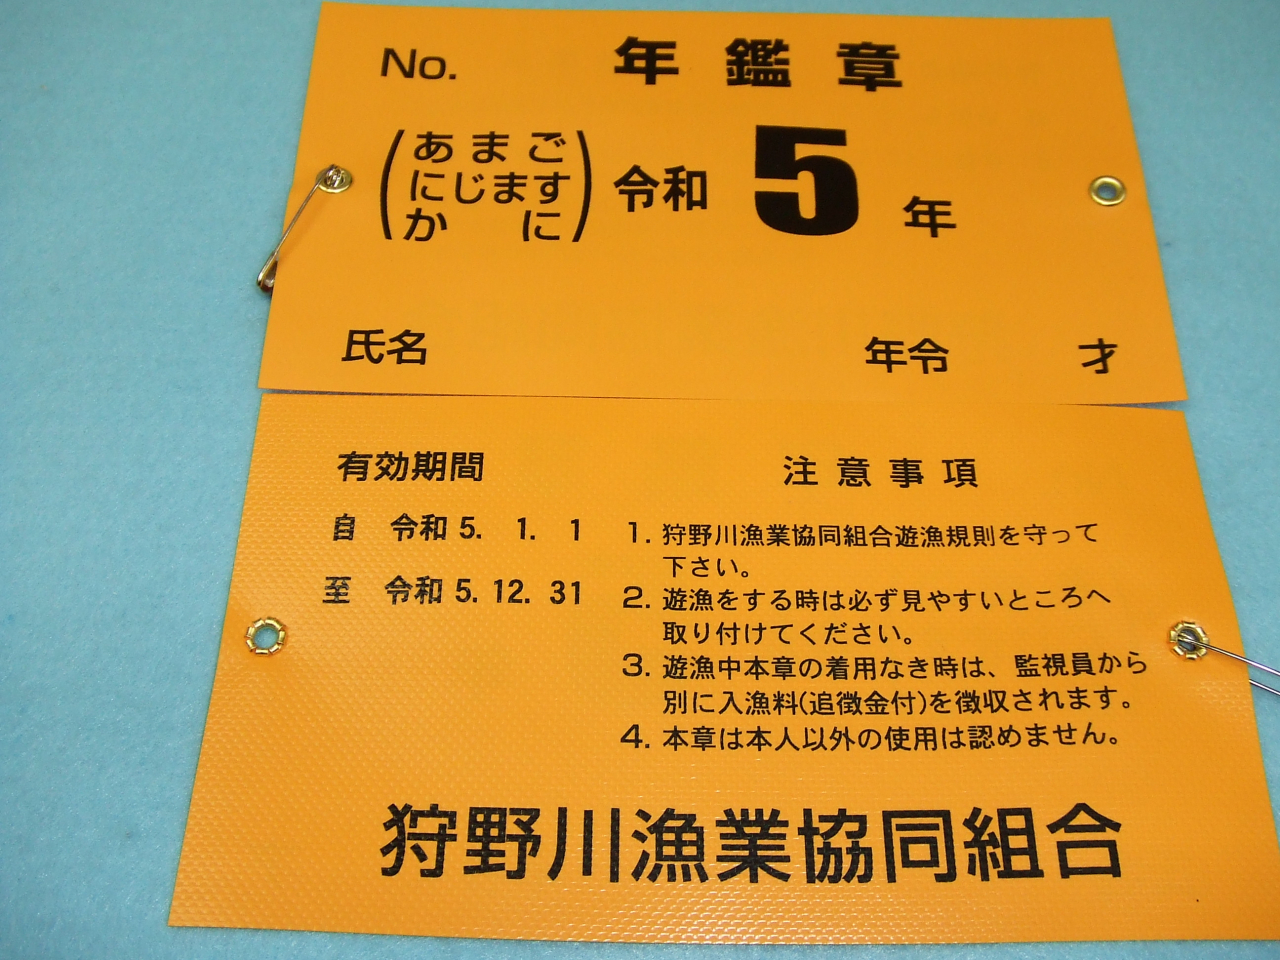 No. 年鑑章
(あまご
にじます
かに) 令和 5 年
氏名 年令 才
有効期間
自 令和 5. 1. 1
至 令和 5. 12. 31
注意事項
1. 狩野川漁業協同組合遊漁規則を守って
下さい。
2. 遊漁をする時は必ず見やすいところへ
取り付けてください。
3. 遊漁中本章の着用なき時は、監視員から
別に入漁料(追徴金付)を徴収されます。
4. 本章は本人以外の使用は認めません。
狩野川漁業協同組合